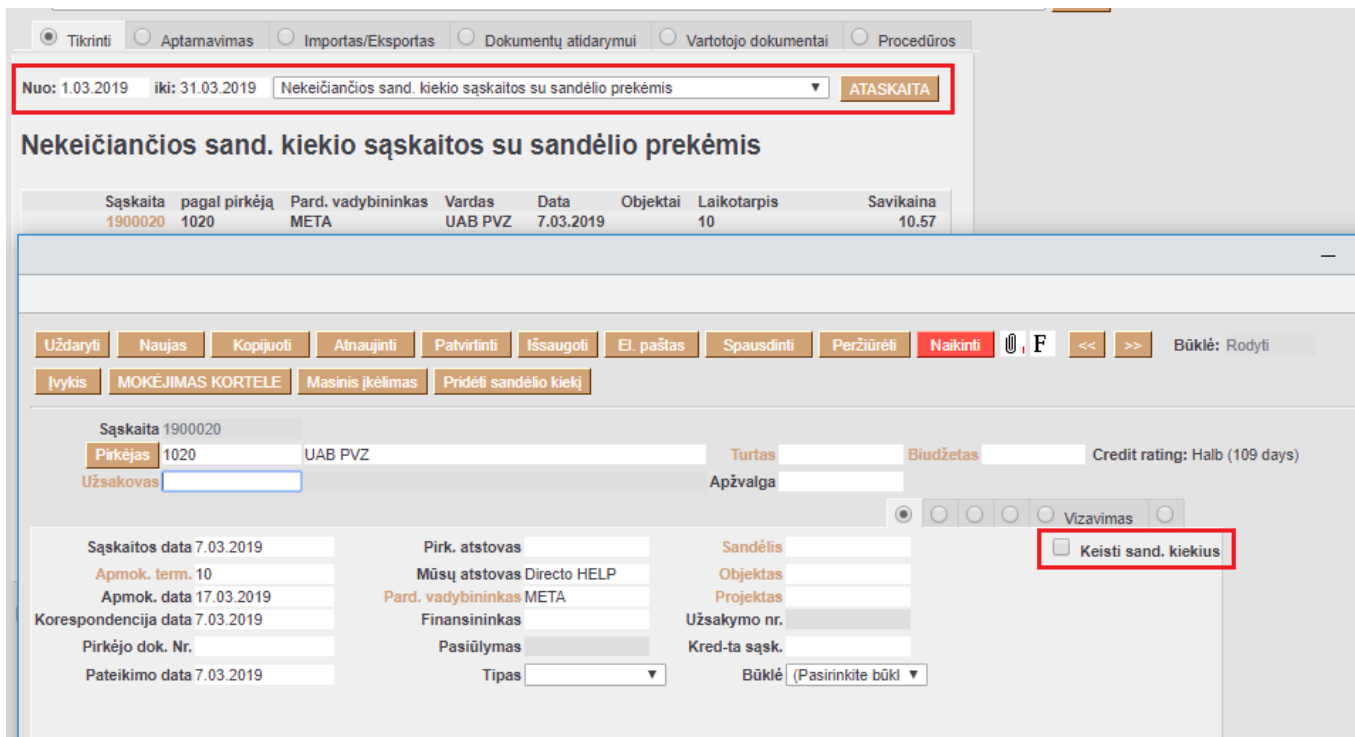 Tikrinti Aptarnavimas Importas/Eksportas Dokumentų atidarymui Vartotojo dokumentai Procedūros
Nuo: 1.03.2019 iki: 31.03.2019 Nekeičiančios sand. kiekio sąskaitos su sandėlio prekėmis ATASKAITA
Nekeičiančios sand. kiekio sąskaitos su sandėlio prekėmis
Sąskaita pagal pirkėją Pard. vadybininkas Vardas Data Objektai Laikotarpis Savikaina
1900020 1020 META UAB PVZ 7.03.2019 10 10.57
Uždaryti Naujas Kopijuoti Atnaujinti Patvirtinti Išsaugoti El. paštas Spausdinti Peržiūrėti Naikinti F << >> Būklė: Rodyti
Įvykis MOKĖJIMAS KORTELE Masinis įkėlimas Pridėti sandėlio kiekį
Sąskaita 1900020
Pirkėjas 1020 UAB PVZ Turtas Biudžetas Credit rating: Halb (109 days)
Užsakovas Apžvalga
Vizavimas
Sąskaitos data 7.03.2019 Pirk. atstovas Sandėlis Keisti sand. kiekius
Apmok. term. 10 Mūsų atstovas Directo HELP Objektas
Apmok. data 17.03.2019 Pard. vadybininkas META Projektas
Korespondencija data 7.03.2019 Finansininkas Užsakymo nr.
Pirkėjo dok. Nr. Pasiūlymas Kred-ta sąsk.
Pateikimo data 7.03.2019 Tipas Būklė (Pasirinkite būkl